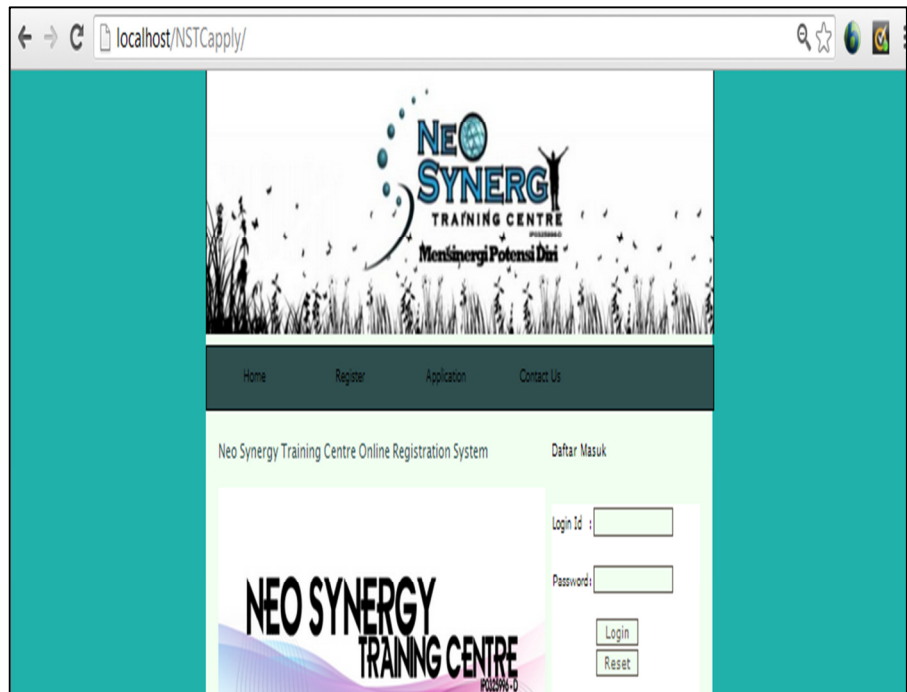 localhost/NSTCapply/
NEO
SYNERGY
TRAINING CENTRE
Mensinergi Potensi Diri
Home Register Application Contact Us
Neo Synergy Training Centre Online Registration System
Daftar Masuk
Login Id :
Password:
Login
Reset
NEO SYNERGY
TRAINING CENTRE
IP0325996-D